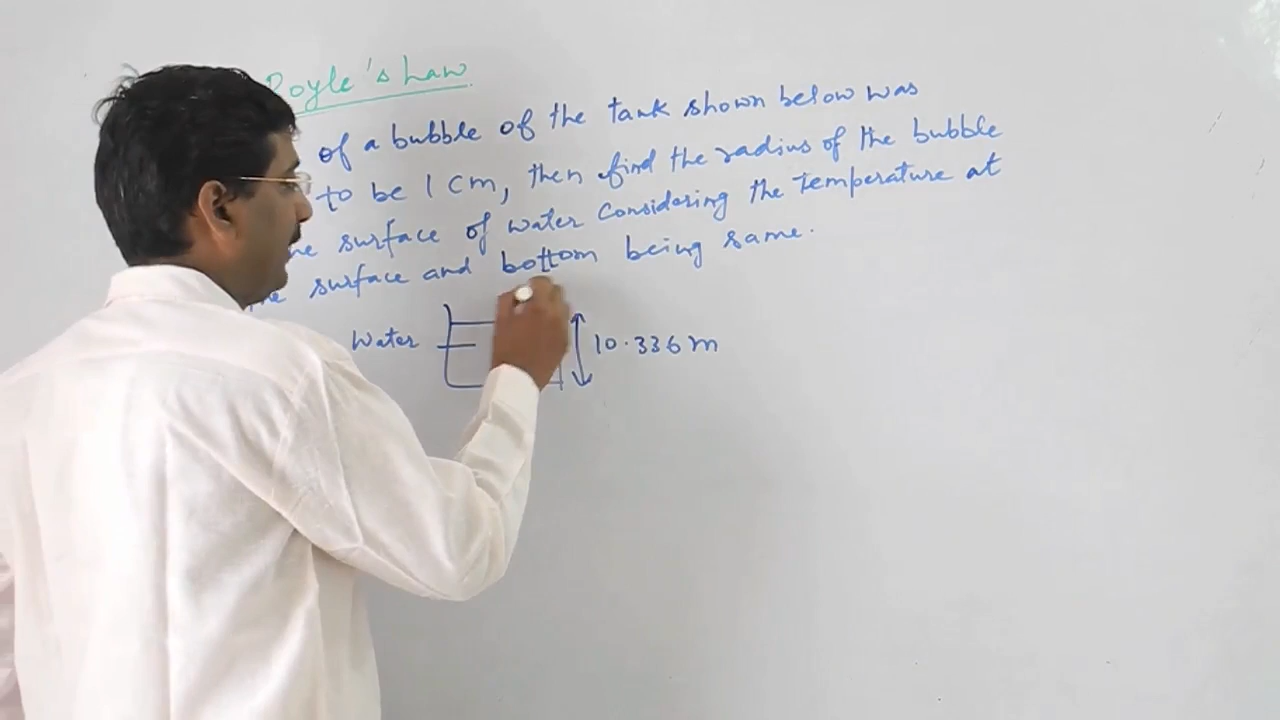 Boyle's Law
of a bubble of the tank shown below was
to be 1 cm, then find the radius of the bubble
surface of water considering the temperature at
surface and bottom being same.
Water
10.336 m